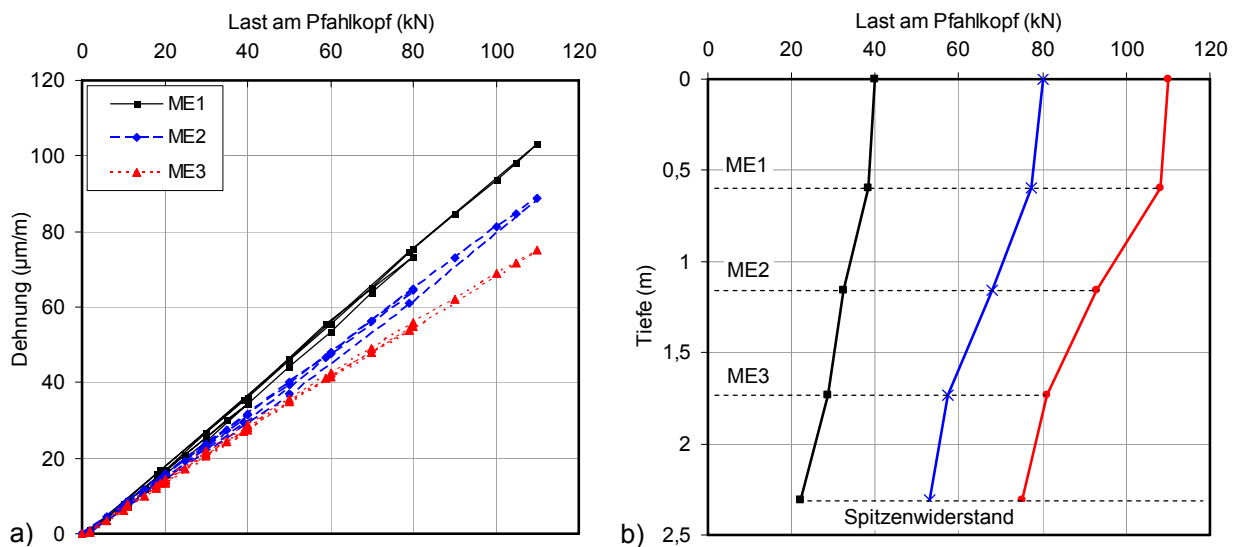 Last am Pfahlkopf (kN)
0 20 40 60 80 100 120
120
100
80
60
40
20
0
Dehnung (µm/m)
ME1
ME2
ME3
a)
Last am Pfahlkopf (kN)
0 20 40 60 80 100 120
0
0,5
1
1,5
2
2,5
Tiefe (m)
ME1
ME2
ME3
Spitzenwiderstand
b)